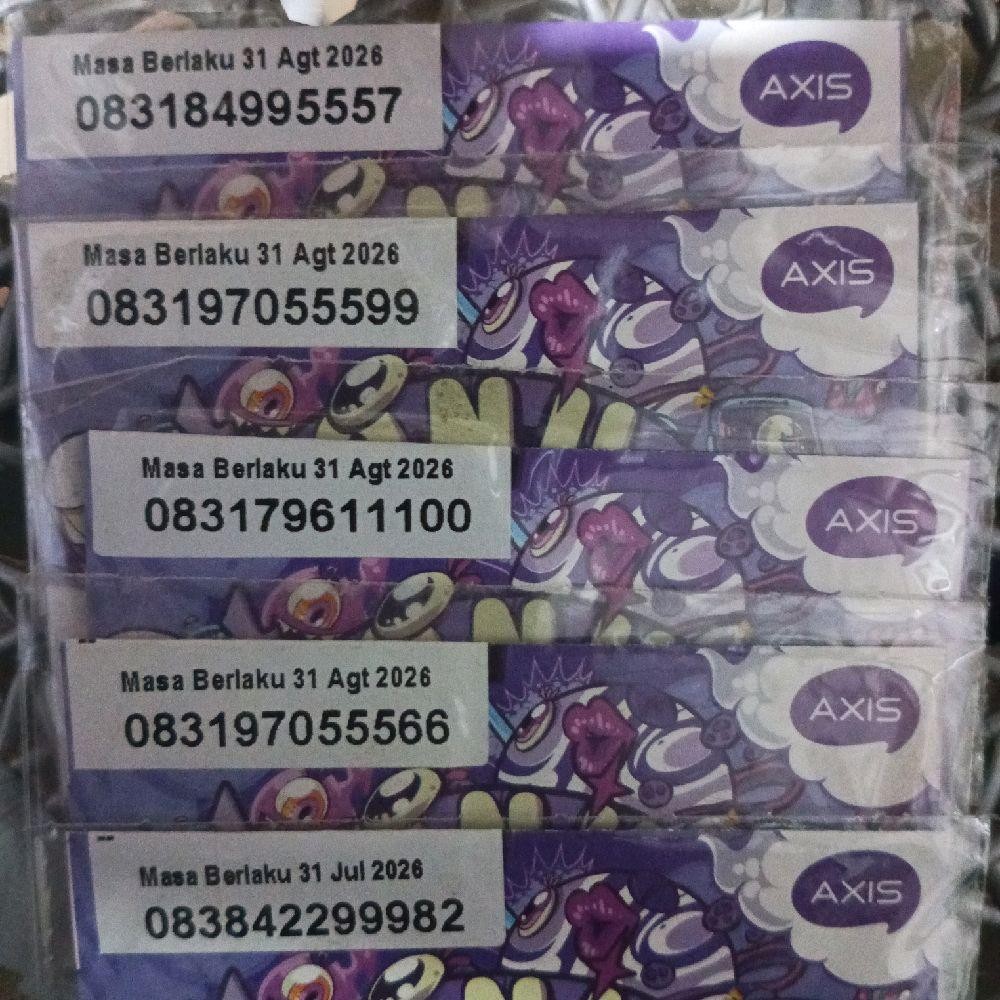 Masa Berlaku 31 Agt 2026
083184995557
AXIS
Masa Berlaku 31 Agt 2026
083197055599
AXIS
Masa Berlaku 31 Agt 2026
083179611100
AXIS
Masa Berlaku 31 Agt 2026
083197055566
AXIS
Masa Berlaku 31 Jul 2026
083842299982
AXIS